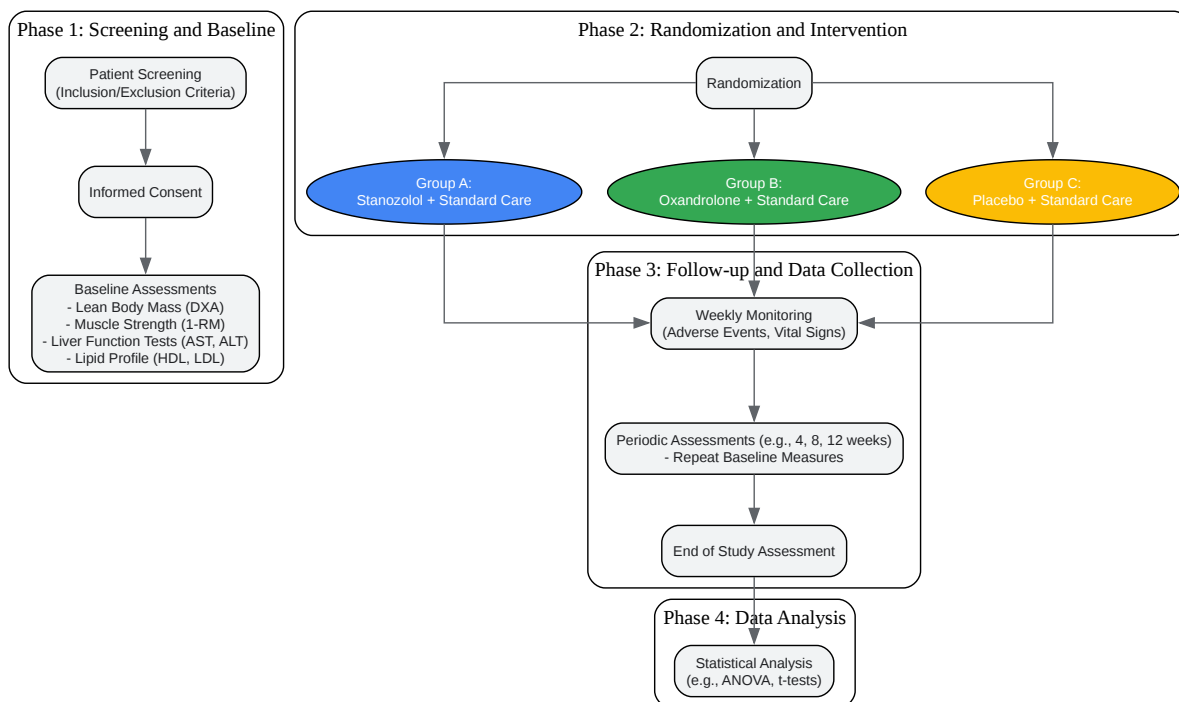 Phase 1: Screening and Baseline
Patient Screening
(Inclusion/Exclusion Criteria)
Informed Consent
Baseline Assessments
- Lean Body Mass (DXA)
- Muscle Strength (1-RM)
- Liver Function Tests (AST, ALT)
- Lipid Profile (HDL, LDL)
Phase 2: Randomization and Intervention
Randomization
Group A:
Stanozolol + Standard Care
Group B:
Oxandrolone + Standard Care
Group C:
Placebo + Standard Care
Phase 3: Follow-up and Data Collection
Weekly Monitoring
(Adverse Events, Vital Signs)
Periodic Assessments (e.g., 4, 8, 12 weeks)
- Repeat Baseline Measures
End of Study Assessment
Phase 4: Data Analysis
Statistical Analysis
(e.g., ANOVA, t-tests)